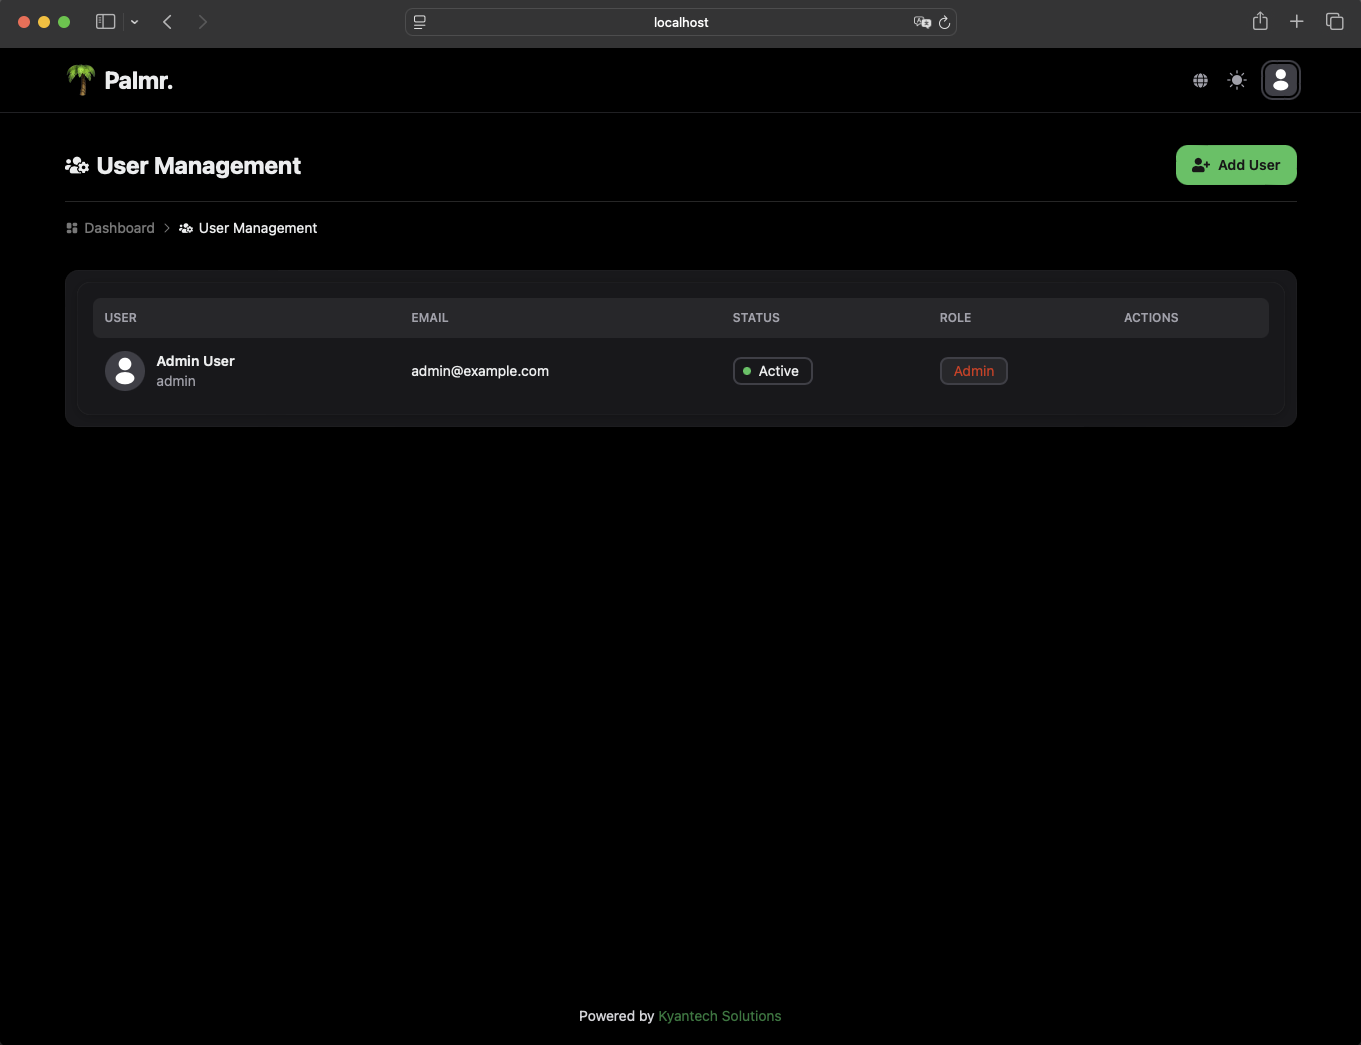 localhost
Palmr.
User Management
Add User
Dashboard > User Management
USER EMAIL STATUS ROLE ACTIONS
Admin User
admin
admin@example.com
Active
Admin
Powered by Kyantech Solutions